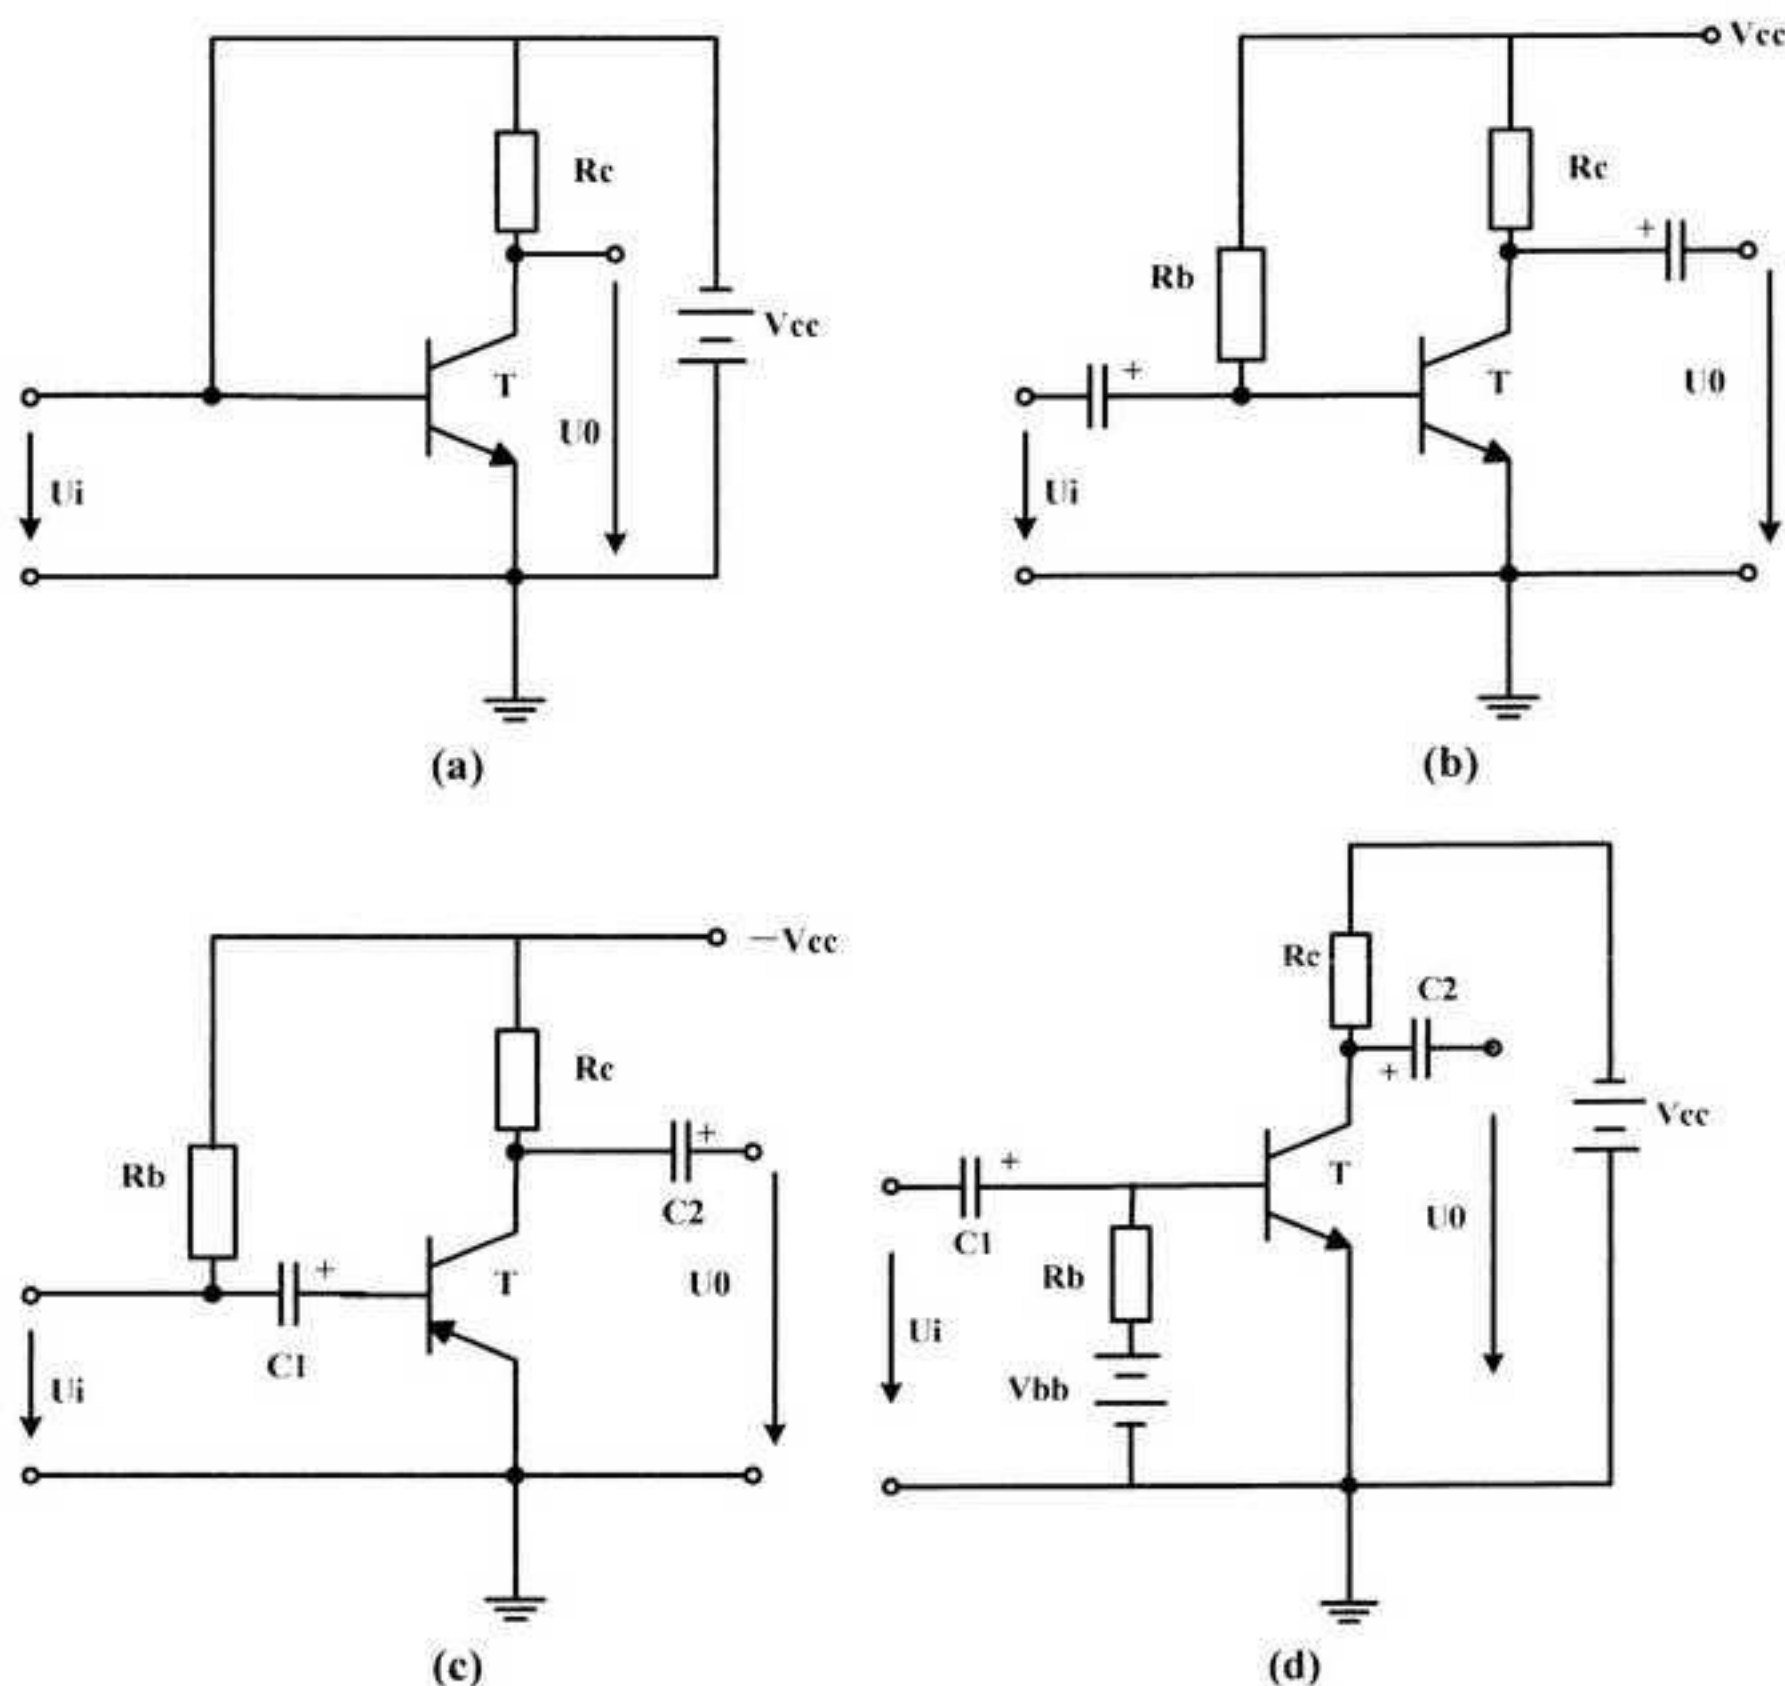 Rc
Vcc
T
U0
Ui
(a)
Vcc
Rc
+
Rb
+
T
U0
Ui
(b)
—Vcc
Rc
Rb
+
C2
+
T
U0
C1
Ui
(c)
Rc
C2
+
Vcc
+
T
C1
U0
Rb
Ui
Vbb
(d)